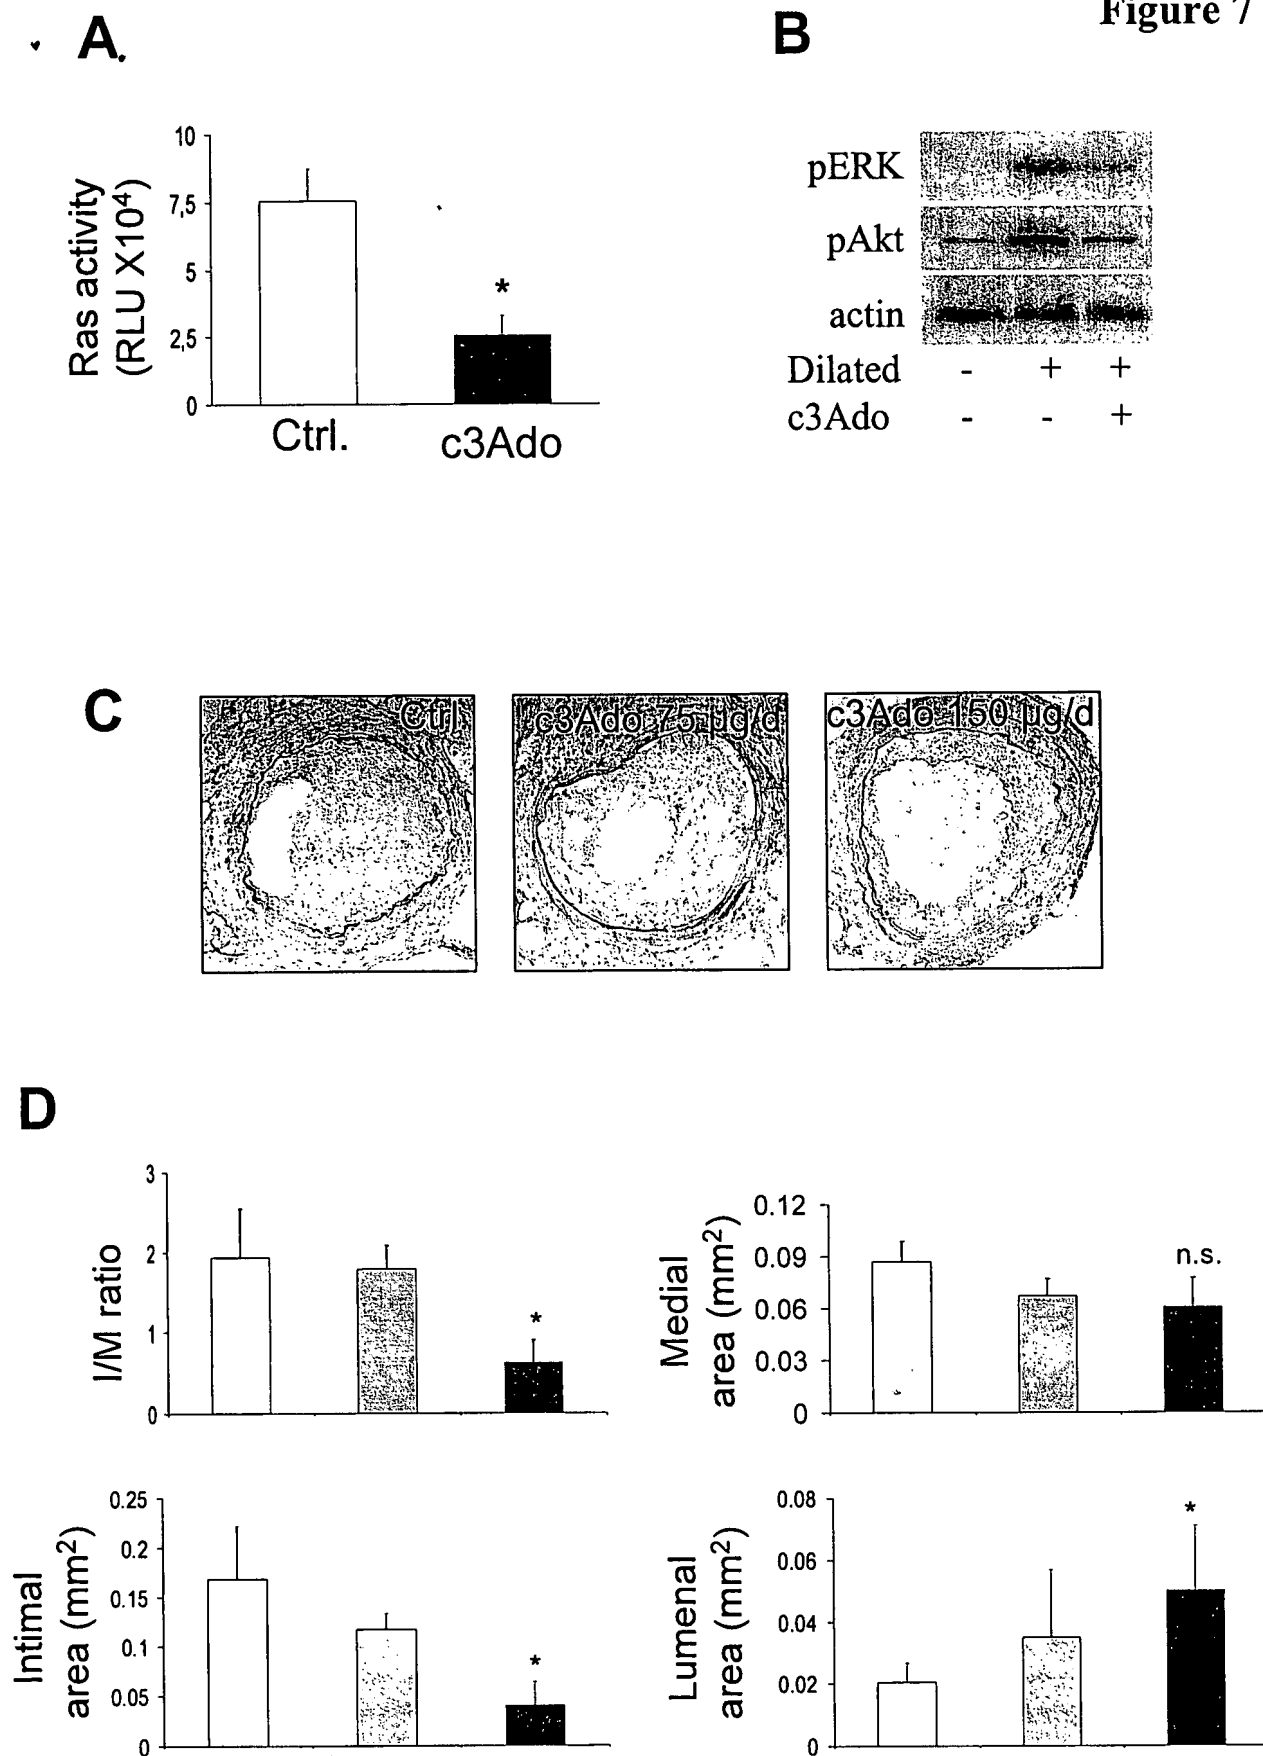 Figure 7
A.
10
7,5
5
2,5
0
Ras activity
(RLU X10⁴)
*
Ctrl.
c3Ado
B
pERK
pAkt
actin
Dilated - + +
c3Ado - - +
C
Ctrl
c3Ado 75 µg/d
c3Ado 150 µg/d
D
3
2
1
0
I/M ratio
*
0.12
0.09
0.06
0.03
0
Medial
area (mm²)
n.s.
0.25
0.2
0.15
0.1
0.05
0
Intimal
area (mm²)
*
0.08
0.06
0.04
0.02
0
Lumenal
area (mm²)
*